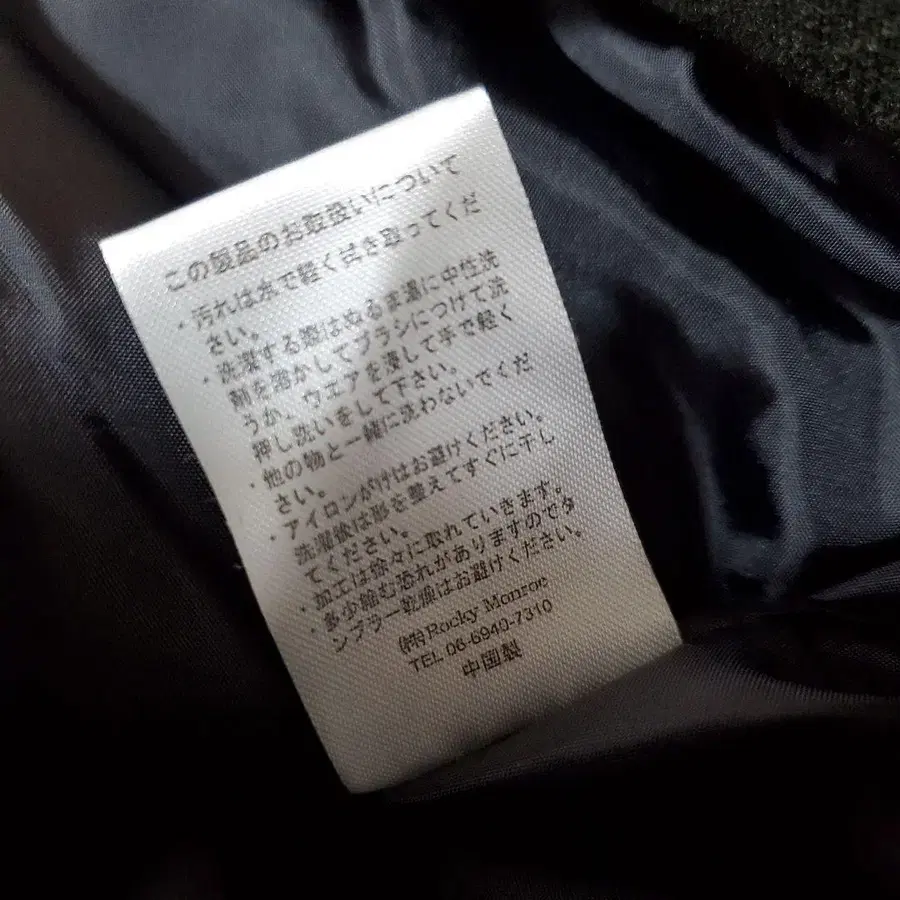 この製品のお取扱いについて
・汚れは水で軽く拭き取ってくだ
さい。
・洗濯する際はぬるま湯に中性洗
剤を溶かしてブラシにつけて洗
うか、ウエアを浸して手で軽く
押し洗いをして下さい。
・他の物と一緒に洗わないでくだ
さい。
・アイロンがけはお避けください。
洗濯後は形を整えてすぐに干し
てください。
・加工は徐々に取れていきます。
・多少縮む恐れがありますのでタ
ンブラー乾燥はお避けください。
㈱Rocky Monroe
TEL 06-6940-7310
中国製